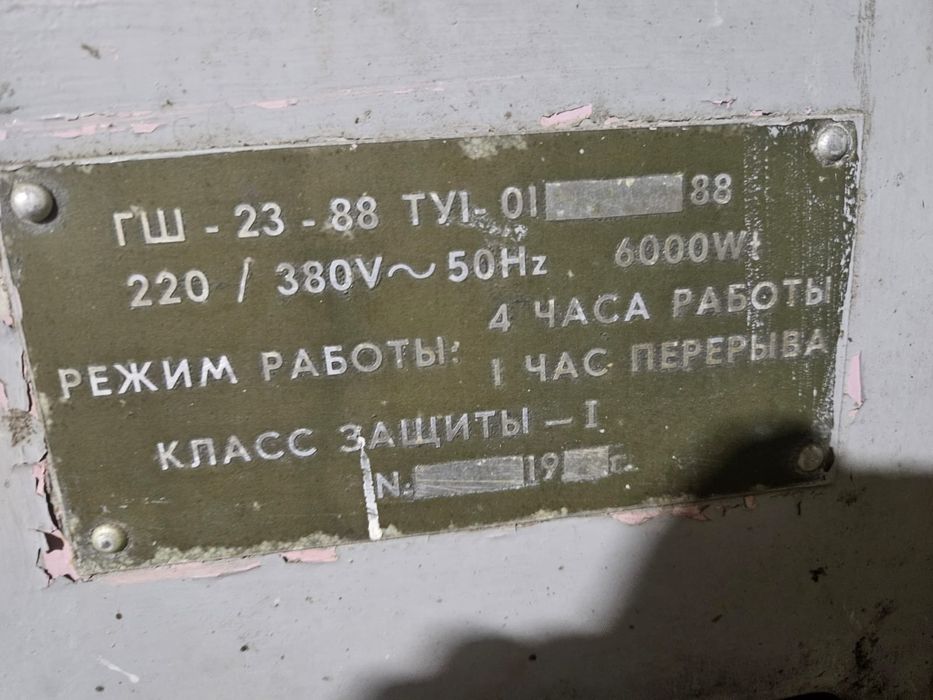 ГШ - 23 - 88 ТУ1- 01 88
220 / 380V~50Hz 6000Wt
РЕЖИМ РАБОТЫ: 4 ЧАСА РАБОТЫ
1 ЧАС ПЕРЕРЫВА
КЛАСС ЗАЩИТЫ - I
N. 19 г.